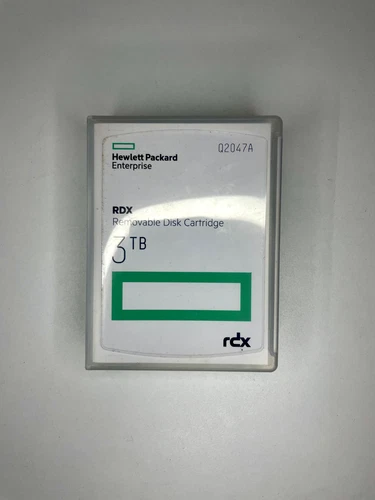 Hewlett Packard
Enterprise
Q2047A
RDX
Removable Disk Cartridge
3TB
rdx